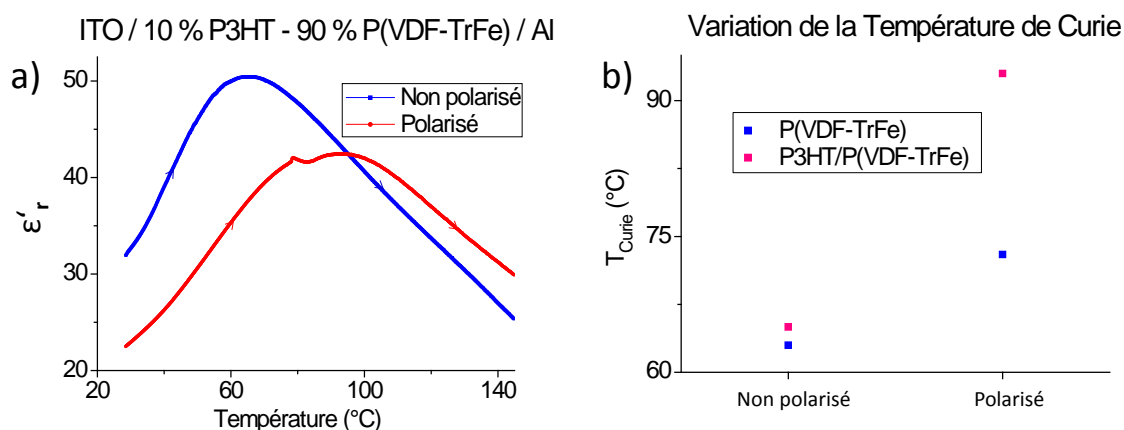 ITO / 10 % P3HT - 90 % P(VDF-TrFe) / Al
a)
Non polarisé
Polarisé
50
40
30
20
ε'r
20
60
100
140
Température (°C)
Variation de la Température de Curie
b)
P(VDF-TrFe)
P3HT/P(VDF-TrFe)
90
75
60
TCurie (°C)
Non polarisé
Polarisé